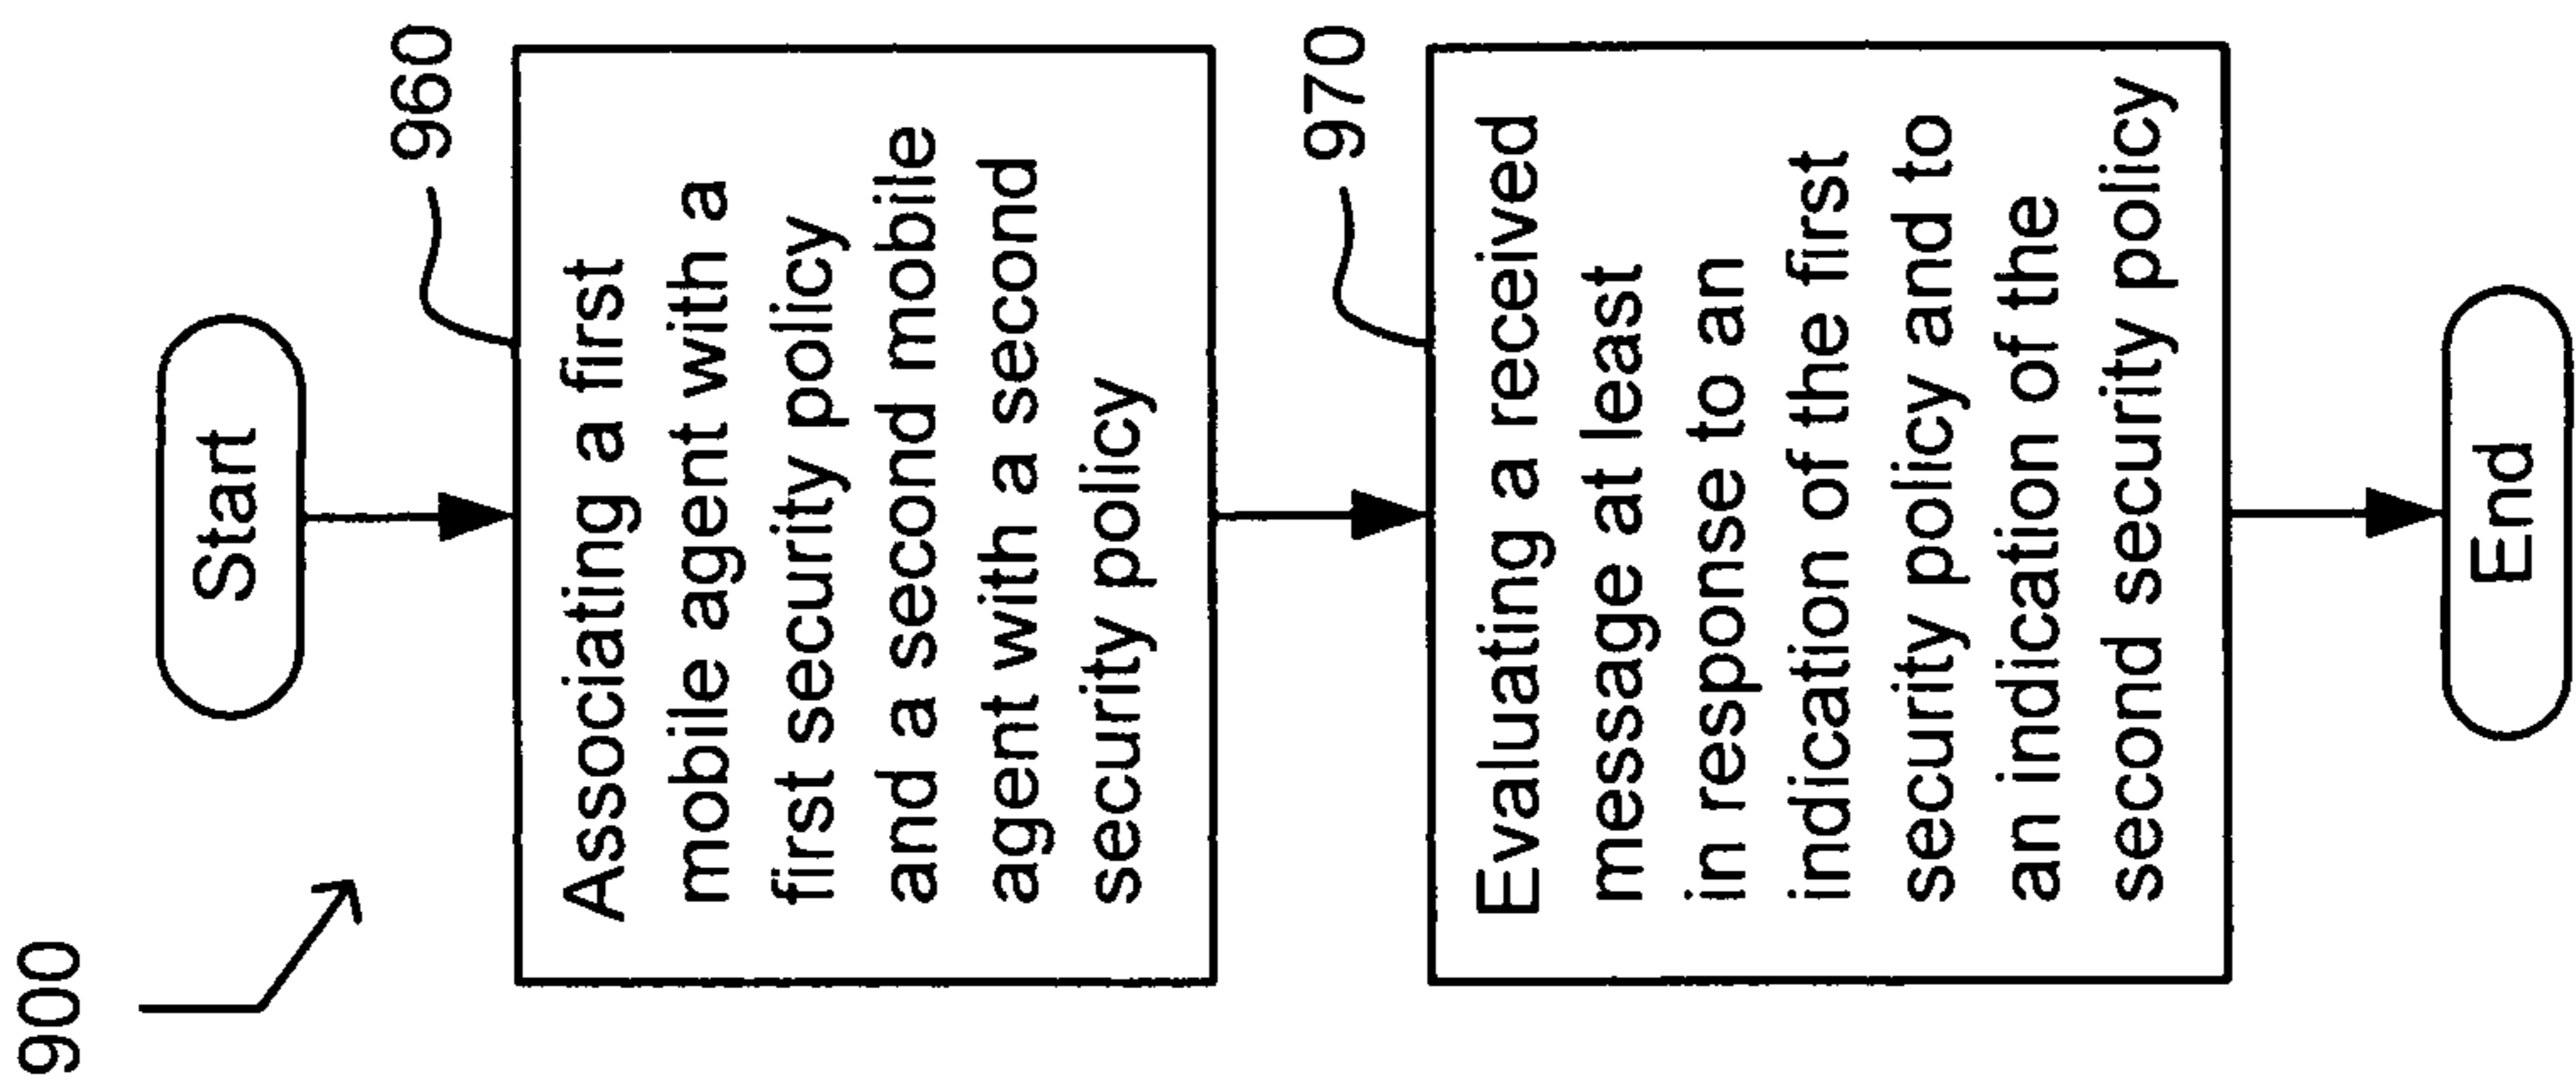 900
Start
960
Associating a first
mobile agent with a
first security policy
and a second mobile
agent with a second
security policy
970
Evaluating a received
message at least
in response to an
indication of the first
security policy and to
an indication of the
second security policy
End